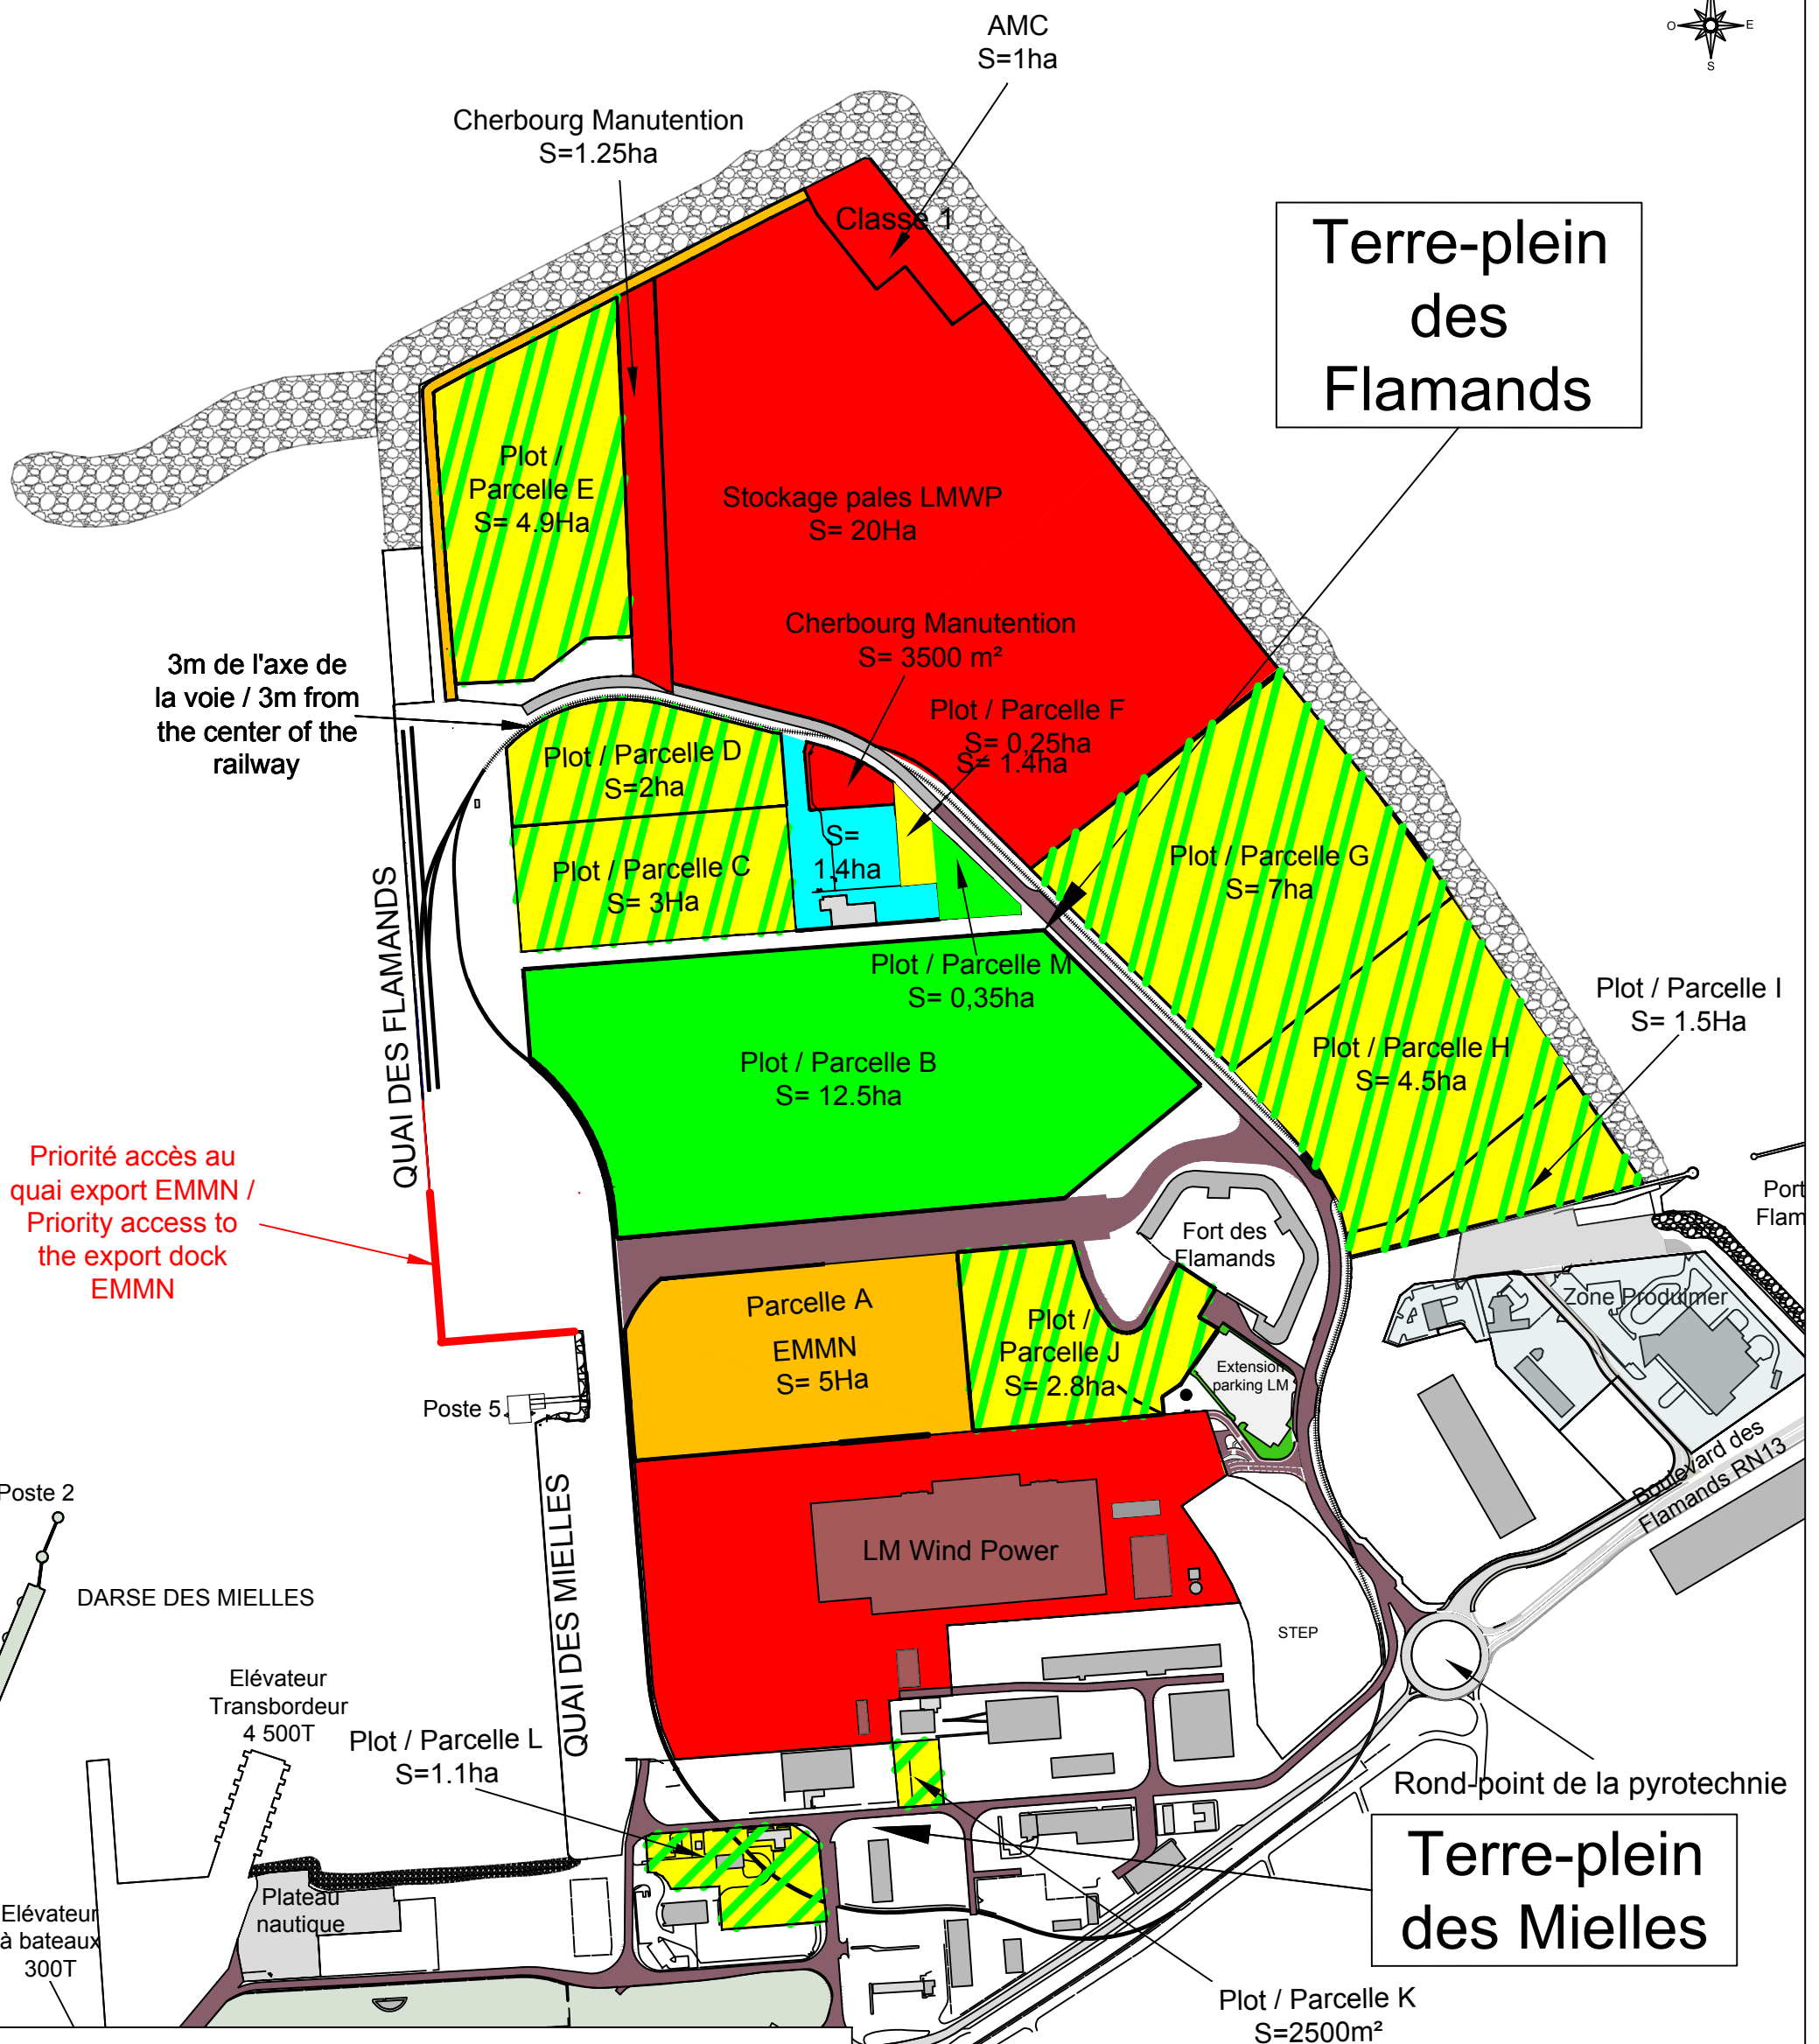 O
E
S
AMC
S=1ha
Cherbourg Manutention
S=1.25ha
Classe 1
Terre-plein
des
Flamands
Plot /
Parcelle E
S= 4.9Ha
Stockage pales LMWP
S= 20Ha
Cherbourg Manutention
S= 3500 m²
3m de l'axe de
la voie / 3m from
the center of the
railway
Plot / Parcelle F
S= 0,25ha
S= 1.4ha
Plot / Parcelle D
S=2ha
S=
1.4ha
Plot / Parcelle C
S= 3Ha
Plot / Parcelle G
S= 7ha
QUAI DES FLAMANDS
Plot / Parcelle M
S= 0,35ha
Plot / Parcelle I
S= 1.5Ha
Plot / Parcelle B
S= 12.5ha
Plot / Parcelle H
S= 4.5ha
Priorité accès au
quai export EMMN /
Priority access to
the export dock
EMMN
Port
Flam
Fort des
Flamands
Zone Produimer
Parcelle A
EMMN
S= 5Ha
Plot /
Parcelle J
S= 2.8ha
Extension
parking LM
Poste 5
Boulevard des
Flamands RN13
Poste 2
QUAI DES MIELLES
LM Wind Power
DARSE DES MIELLES
STEP
Elévateur
Transbordeur
4 500T
Plot / Parcelle L
S=1.1ha
Rond-point de la pyrotechnie
Terre-plein
des Mielles
Plateau
nautique
Elévateur
à bateaux
300T
Plot / Parcelle K
S=2500m²